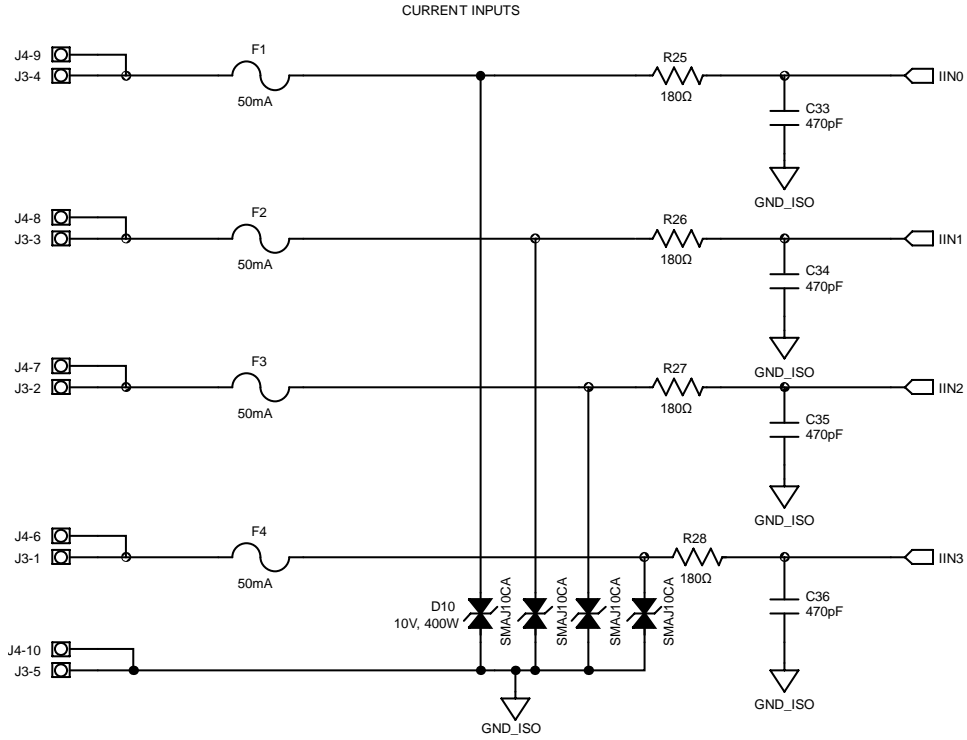 CURRENT INPUTS
J4-9
J3-4
F1
50mA
R25
180Ω
C33
470pF
GND_ISO
IIN0
J4-8
J3-3
F2
50mA
R26
180Ω
C34
470pF
GND_ISO
IIN1
J4-7
J3-2
F3
50mA
R27
180Ω
C35
470pF
GND_ISO
IIN2
J4-6
J3-1
F4
50mA
R28
180Ω
C36
470pF
GND_ISO
IIN3
D10
10V, 400W
SMAJ10CA
SMAJ10CA
SMAJ10CA
SMAJ10CA
J4-10
J3-5
GND_ISO